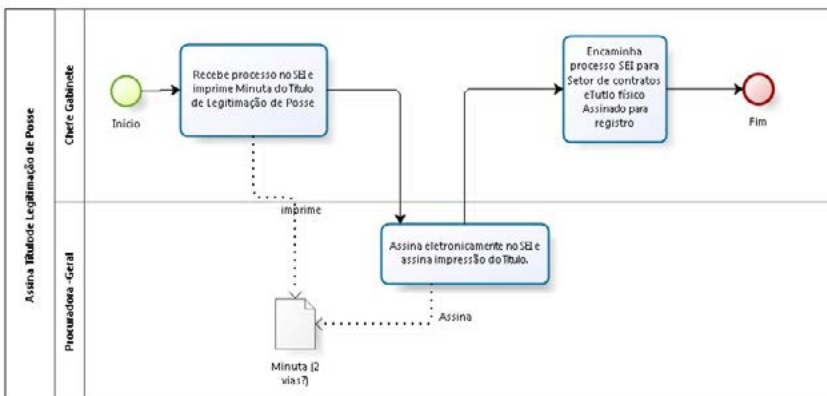 Assina Título de Legitimação de Posse
Chefe Gabinete
Início
Recebe processo no SEI e
imprime Minuta do Título
de Legitimação de Posse
Encaminha
processo SEI para
Setor de contratos
eTutlo físico
Assinado para
registro
Fim
imprime
Procuradora -Geral
Assina eletronicamente no SEI e
assina impressão do Título.
Assina
Minuta (2
vias?)